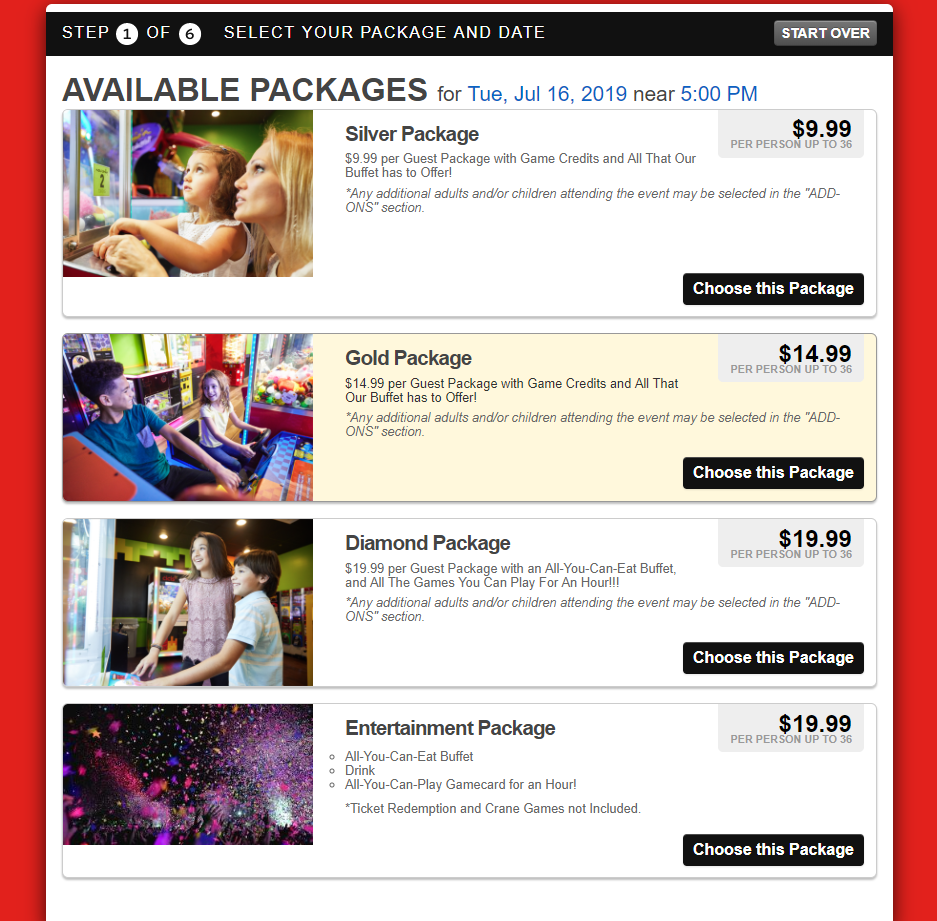 STEP 1 OF 6 SELECT YOUR PACKAGE AND DATE START OVER
AVAILABLE PACKAGES for Tue, Jul 16, 2019 near 5:00 PM
2
Silver Package
$9.99
PER PERSON UP TO 36
$9.99 per Guest Package with Game Credits and All That Our
Buffet has to Offer!
*Any additional adults and/or children attending the event may be selected in the "ADD-
ONS" section.
Choose this Package
Gold Package
$14.99
PER PERSON UP TO 36
$14.99 per Guest Package with Game Credits and All That
Our Buffet has to Offer!
*Any additional adults and/or children attending the event may be selected in the "ADD-
ONS" section.
Choose this Package
Diamond Package
$19.99
PER PERSON UP TO 36
$19.99 per Guest Package with an All-You-Can-Eat Buffet,
and All The Games You Can Play For An Hour!!!
*Any additional adults and/or children attending the event may be selected in the "ADD-
ONS" section.
Choose this Package
Entertainment Package
$19.99
PER PERSON UP TO 36
All-You-Can-Eat Buffet
Drink
All-You-Can-Play Gamecard for an Hour!
*Ticket Redemption and Crane Games not Included.
Choose this Package